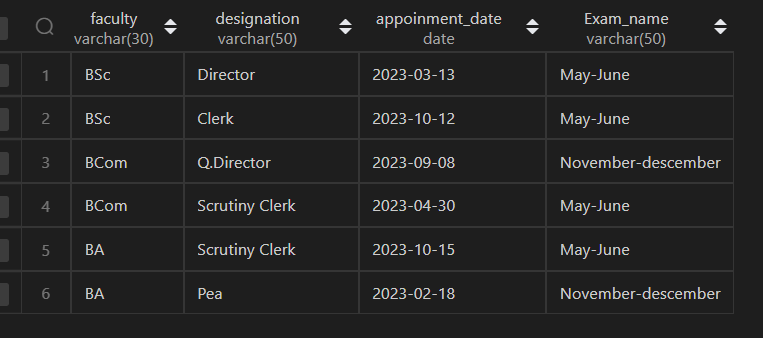 faculty designation appoinment_date Exam_name
varchar(30) varchar(50) date varchar(50)
1 BSc Director 2023-03-13 May-June
2 BSc Clerk 2023-10-12 May-June
3 BCom Q.Director 2023-09-08 November-descember
4 BCom Scrutiny Clerk 2023-04-30 May-June
5 BA Scrutiny Clerk 2023-10-15 May-June
6 BA Pea 2023-02-18 November-descember